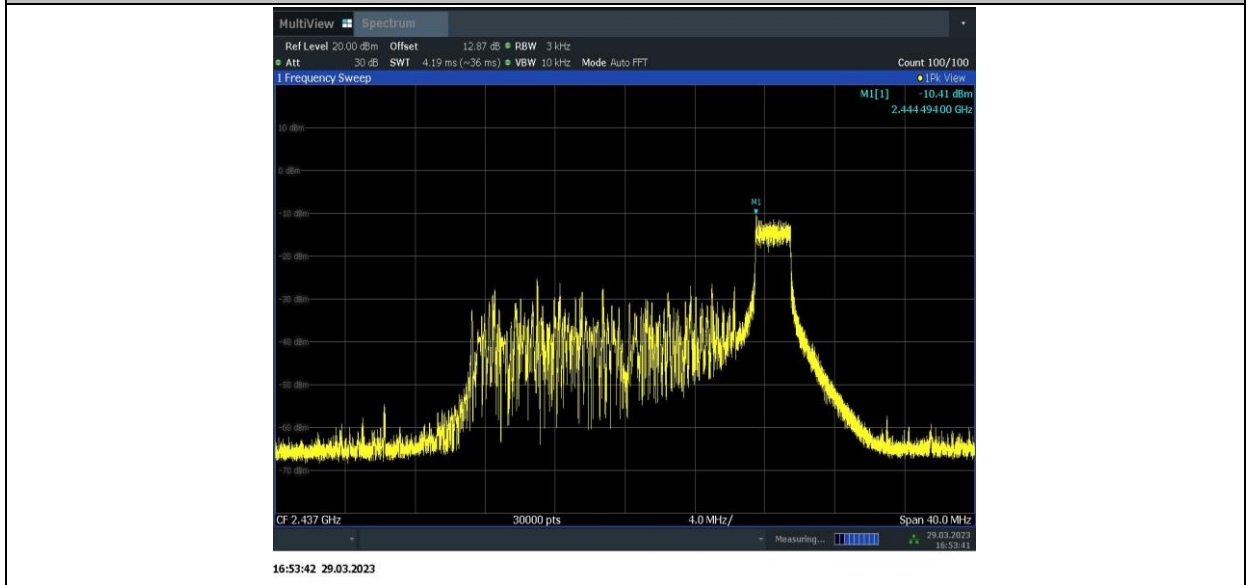 MultiView Spectrum
Ref Level 20.00 dBm Offset 12.87 dB RBW 3 kHz
Att 30 dB SWT 4.19 ms (~36 ms) VBW 10 kHz Mode Auto FFT Count 100/100
1 Frequency Sweep 1Pk View
M1[1] -10.41 dBm
2.444 494 00 GHz
10 dBm
0 dBm
M1
-10 dBm
-20 dBm
-30 dBm
-40 dBm
-50 dBm
-60 dBm
-70 dBm
CF 2.437 GHz 30000 pts 4.0 MHz/ Span 40.0 MHz
Measuring... 29.03.2023
16:53:41
16:53:42 29.03.2023